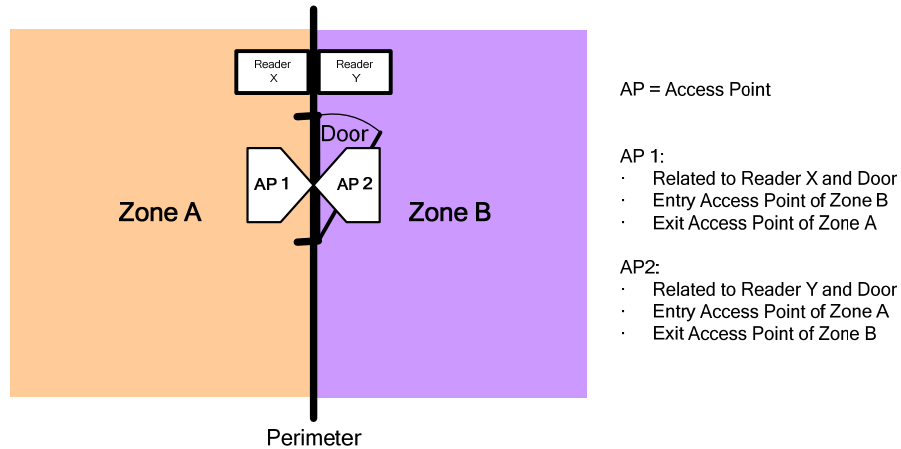 Reader
X
Reader
Y
Door
AP 1
AP 2
Zone A
Zone B
Perimeter
AP = Access Point
AP 1:
· Related to Reader X and Door
· Entry Access Point of Zone B
· Exit Access Point of Zone A
AP2:
· Related to Reader Y and Door
· Entry Access Point of Zone A
· Exit Access Point of Zone B